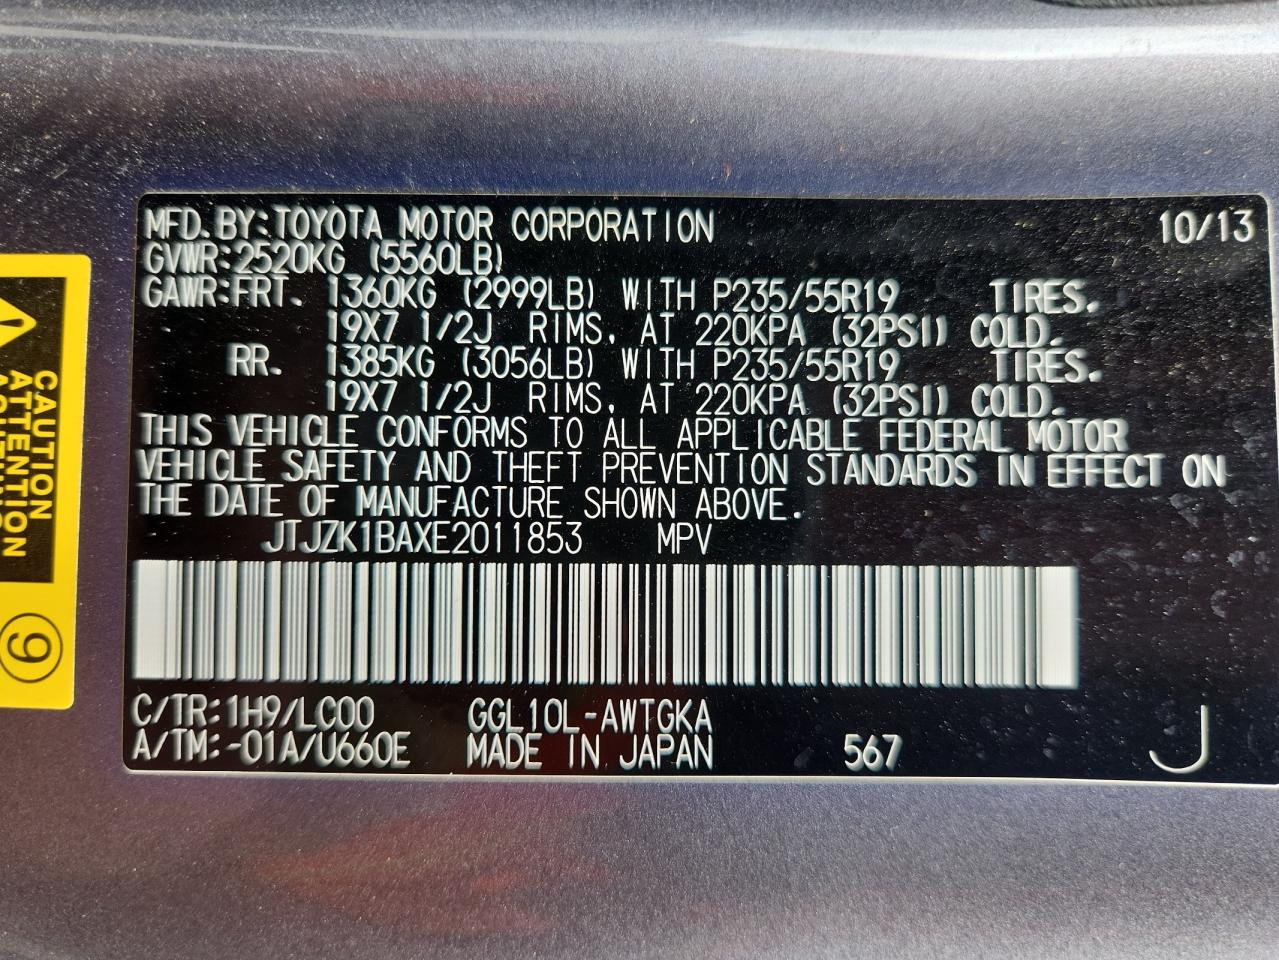 MFD. BY: TOYOTA MOTOR CORPORATION 10/13
GVWR: 2520KG (5560LB)
GAWR: FRT. 1360KG (2999LB) WITH P235/55R19 TIRES.
19X7 1/2J RIMS, AT 220KPA (32PSI) COLD.
RR. 1385KG (3056LB) WITH P235/55R19 TIRES.
19X7 1/2J RIMS, AT 220KPA (32PSI) COLD.
THIS VEHICLE CONFORMS TO ALL APPLICABLE FEDERAL MOTOR
VEHICLE SAFETY AND THEFT PREVENTION STANDARDS IN EFFECT ON
THE DATE OF MANUFACTURE SHOWN ABOVE.
JTJZK1BAXE2011853 MPV
C/TR: 1H9/LC00 GGL10L-AWTGKA
A/TM: -01A/U660E MADE IN JAPAN 567 J
CAUTION
ATTENTION
9